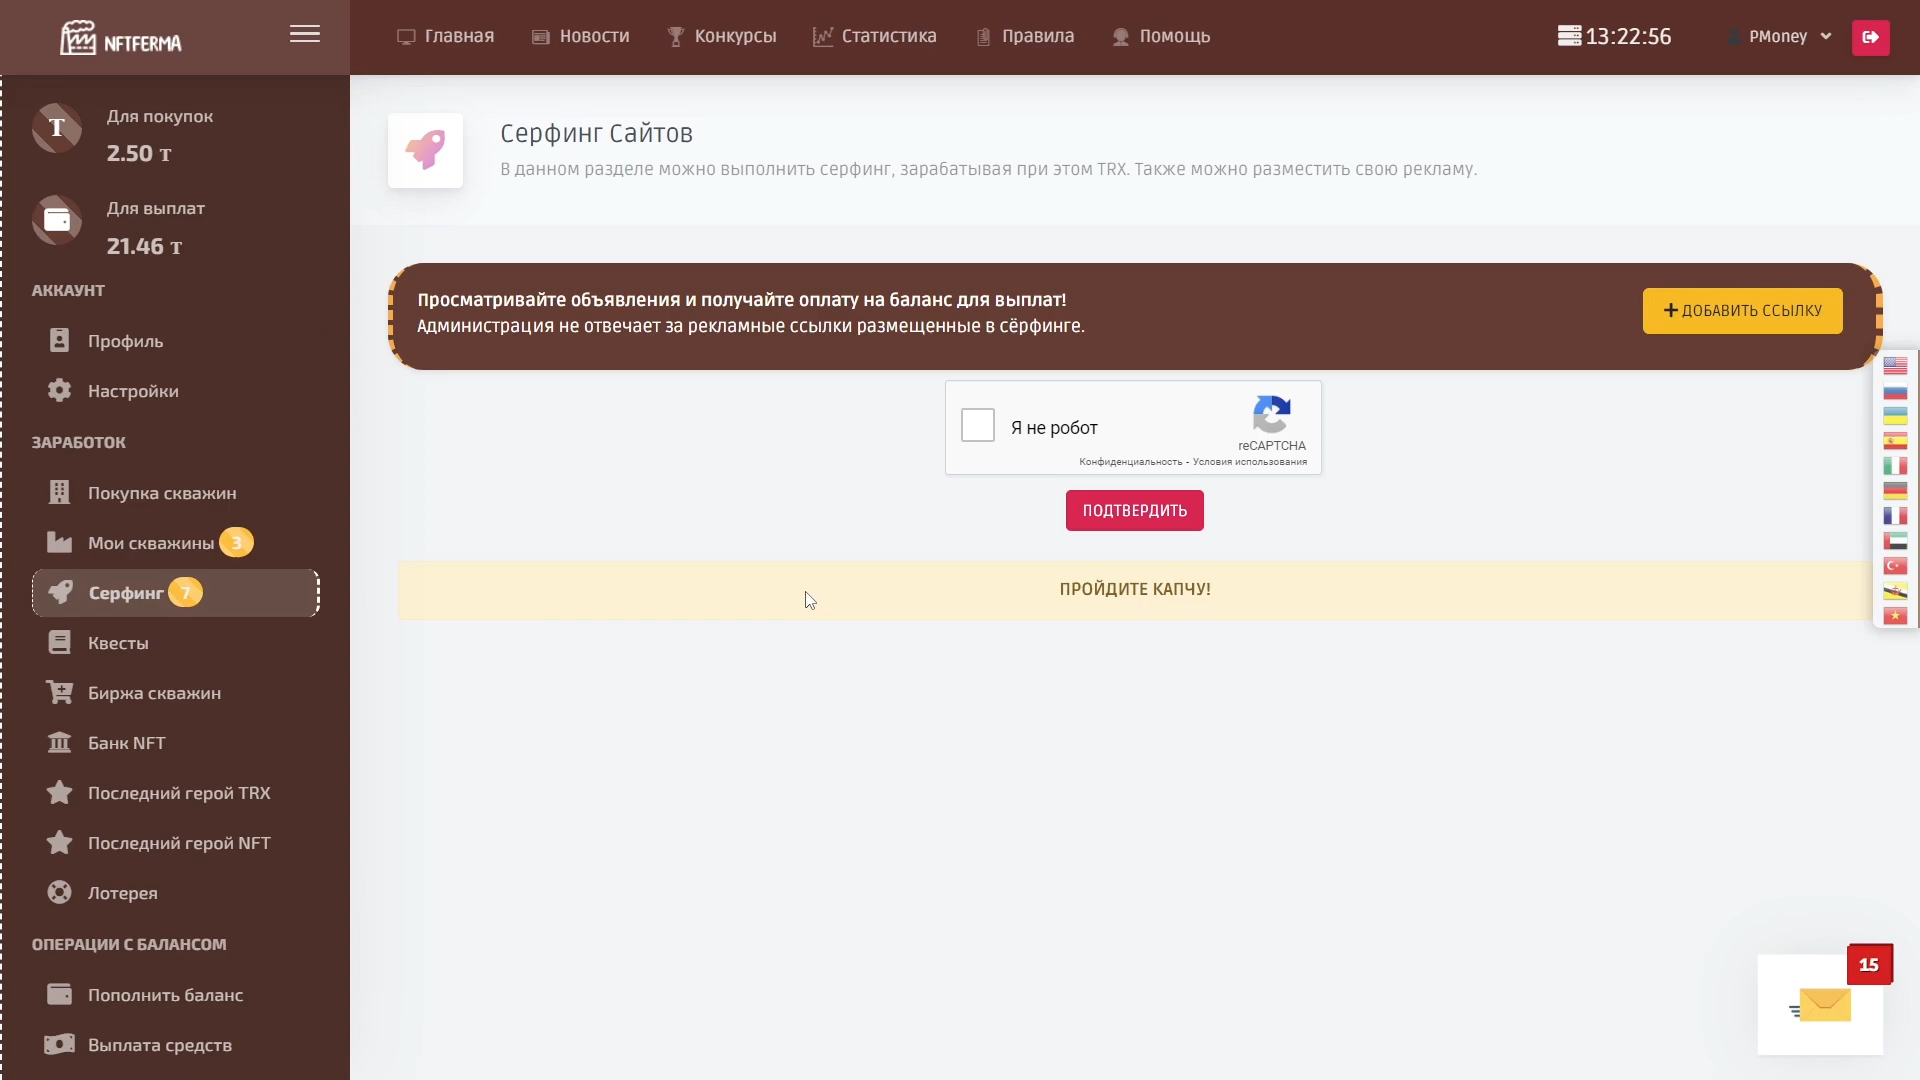 NFTFERMA
Главная
Новости
Конкурсы
Статистика
Правила
Помощь
13:22:56
PMoney
T
Для покупок
2.50 т
Для выплат
21.46 т
АККАУНТ
Профиль
Настройки
ЗАРАБОТОК
Покупка скважин
Мои скважины 3
Серфинг 7
Квесты
Биржа скважин
Банк NFT
Последний герой TRX
Последний герой NFT
Лотерея
ОПЕРАЦИИ С БАЛАНСОМ
Пополнить баланс
Выплата средств
Серфинг Сайтов
В данном разделе можно выполнить серфинг, зарабатывая при этом TRX. Также можно разместить свою рекламу.
Просматривайте объявления и получайте оплату на баланс для выплат!
Администрация не отвечает за рекламные ссылки размещенные в сёрфинге.
ДОБАВИТЬ ССЫЛКУ
Я не робот
reCAPTCHA
Конфиденциальность - Условия использования
ПОДТВЕРДИТЬ
ПРОЙДИТЕ КАПЧУ!
15